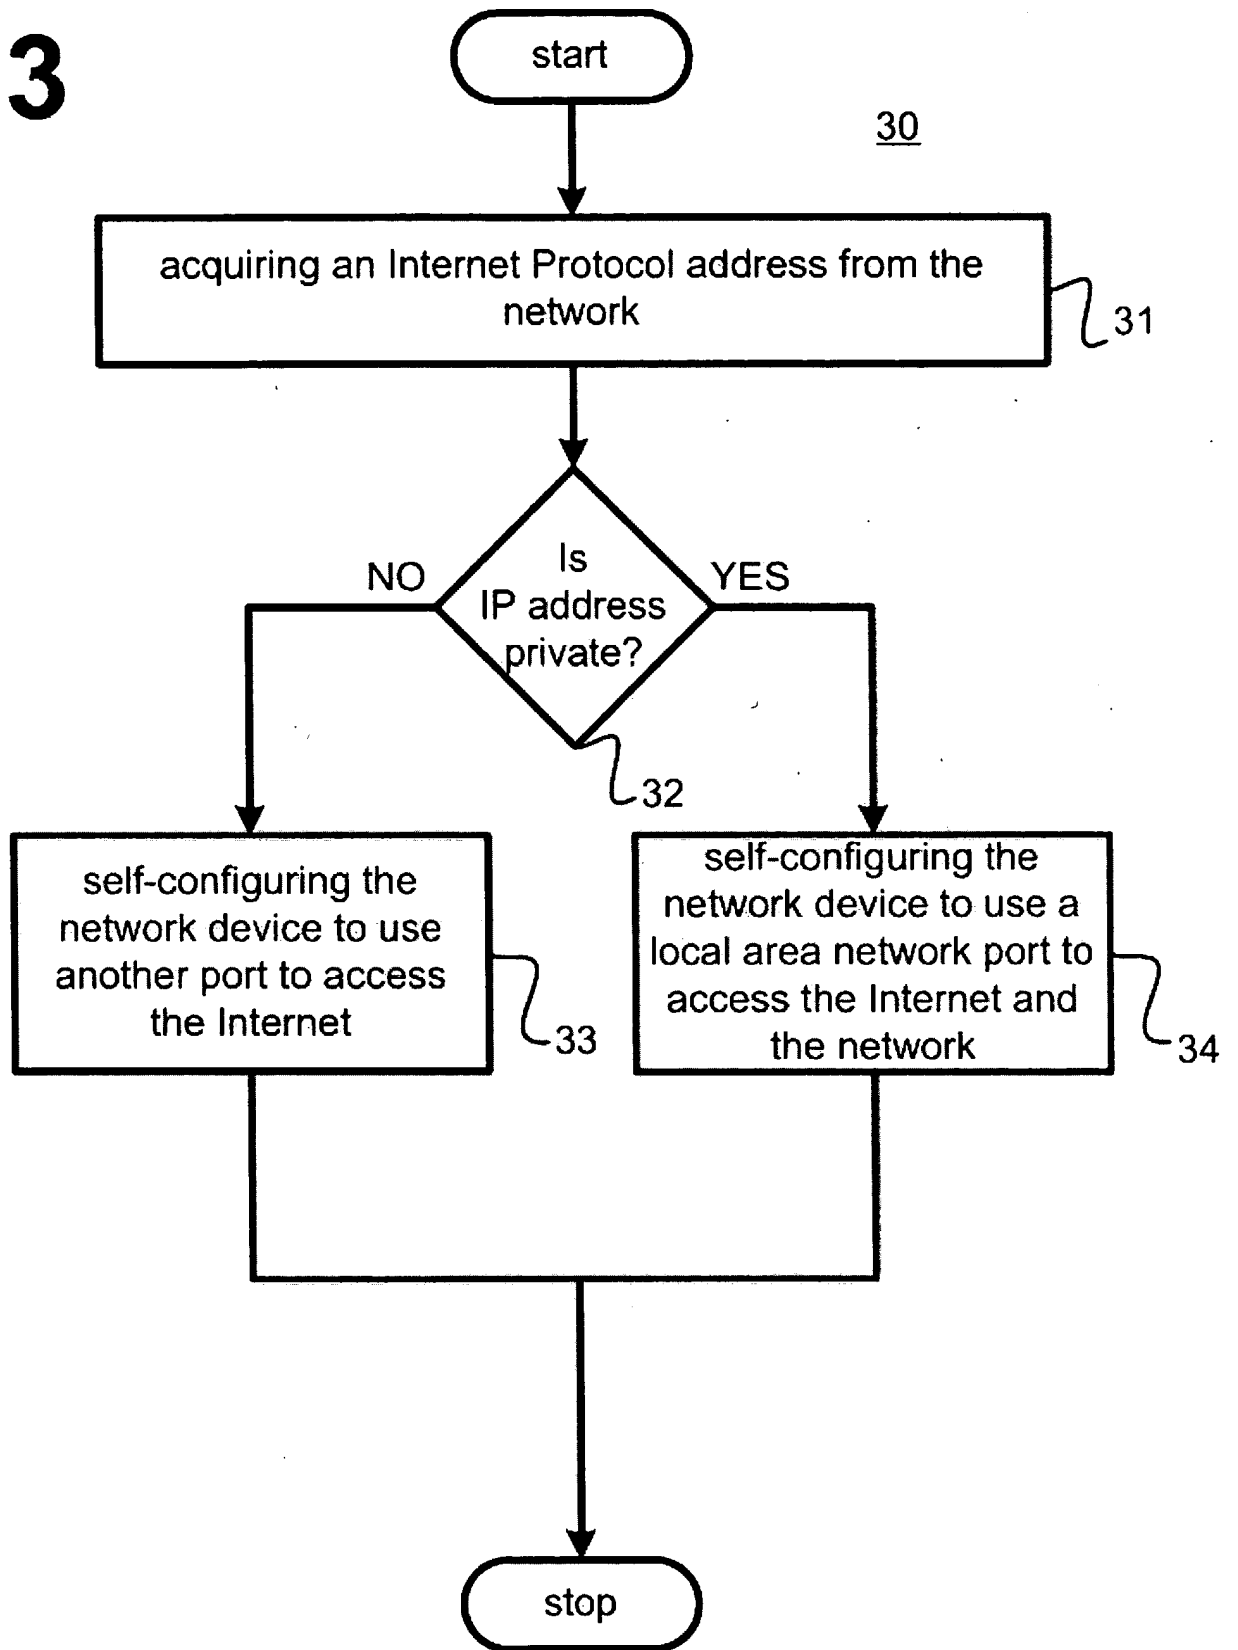 3
start
30
acquiring an Internet Protocol address from the
network
31
NO
YES
Is
IP address
private?
32
self-configuring the
network device to use
another port to access
the Internet
33
self-configuring the
network device to use a
local area network port to
access the Internet and
the network
34
stop